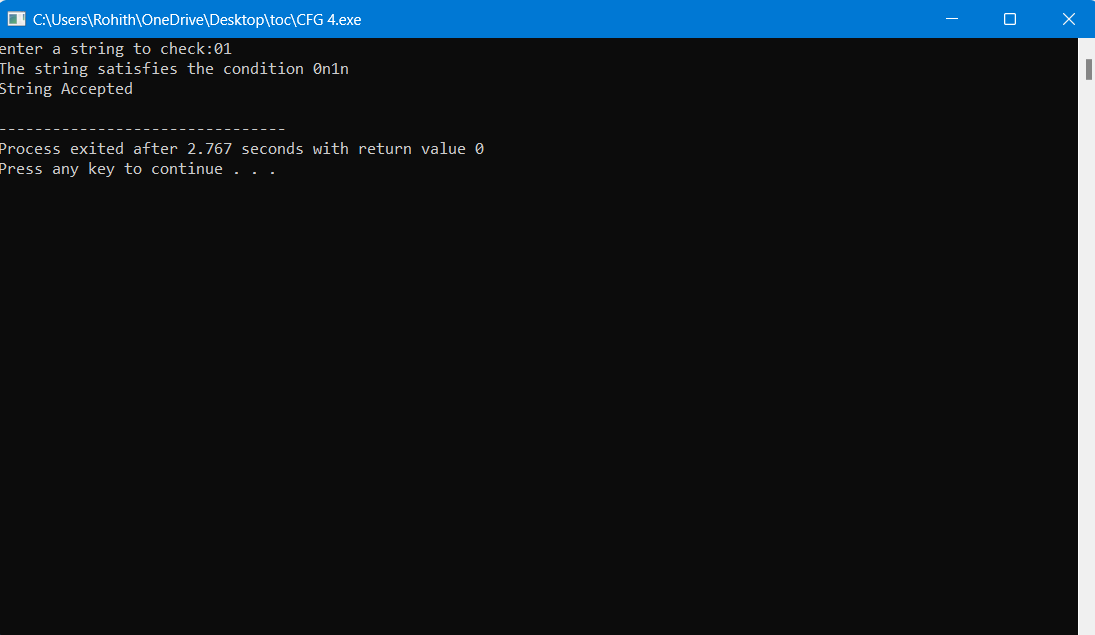 C:\Users\Rohith\OneDrive\Desktop\toc\CFG 4.exe
enter a string to check:01
The string satisfies the condition 0n1n
String Accepted
--------------------------------
Process exited after 2.767 seconds with return value 0
Press any key to continue . . .